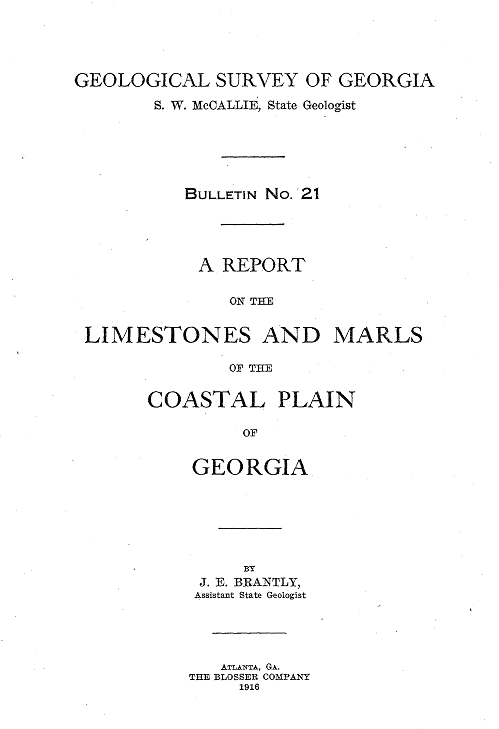 GEOLOGICAL SURVEY OF GEORGIA
S. W. McCALLIE, State Geologist
BULLETIN No. 21
A REPORT
ON THE
LIMESTONES AND MARLS
OF THE
COASTAL PLAIN
OF
GEORGIA
BY
J. E. BRANTLY,
Assistant State Geologist
ATLANTA, GA.
THE BLOSSER COMPANY
1916